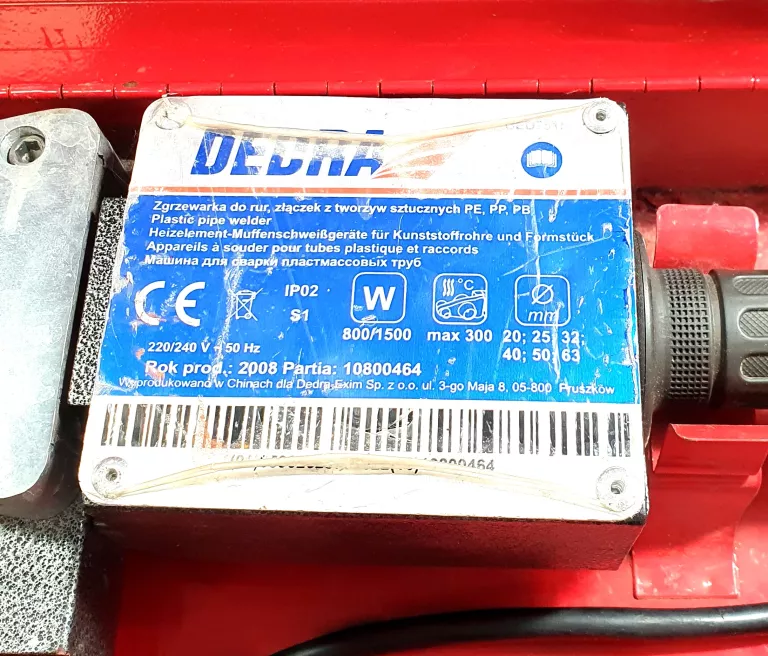 DEDRA
Zgrzewarka do rur, złączek z tworzyw sztucznych PE, PP, PB
Plastic pipe welder
Heizelement-Muffenschweißgeräte für Kunststoffrohre und Formstück
Appareils à souder pour tubes plastique et raccords
Машина для сварки пластмассовых труб
CE IP02 W °C Ø mm
S1
800/1500 max 300 20; 25; 32;
40; 50; 63
220/240 V ~ 50 Hz
Rok prod.: 2008 Partia: 10800464
Wyprodukowano w Chinach dla Dedra-Exim Sp. z o.o. ul. 3-go Maja 8, 05-800 Pruszków
10800464